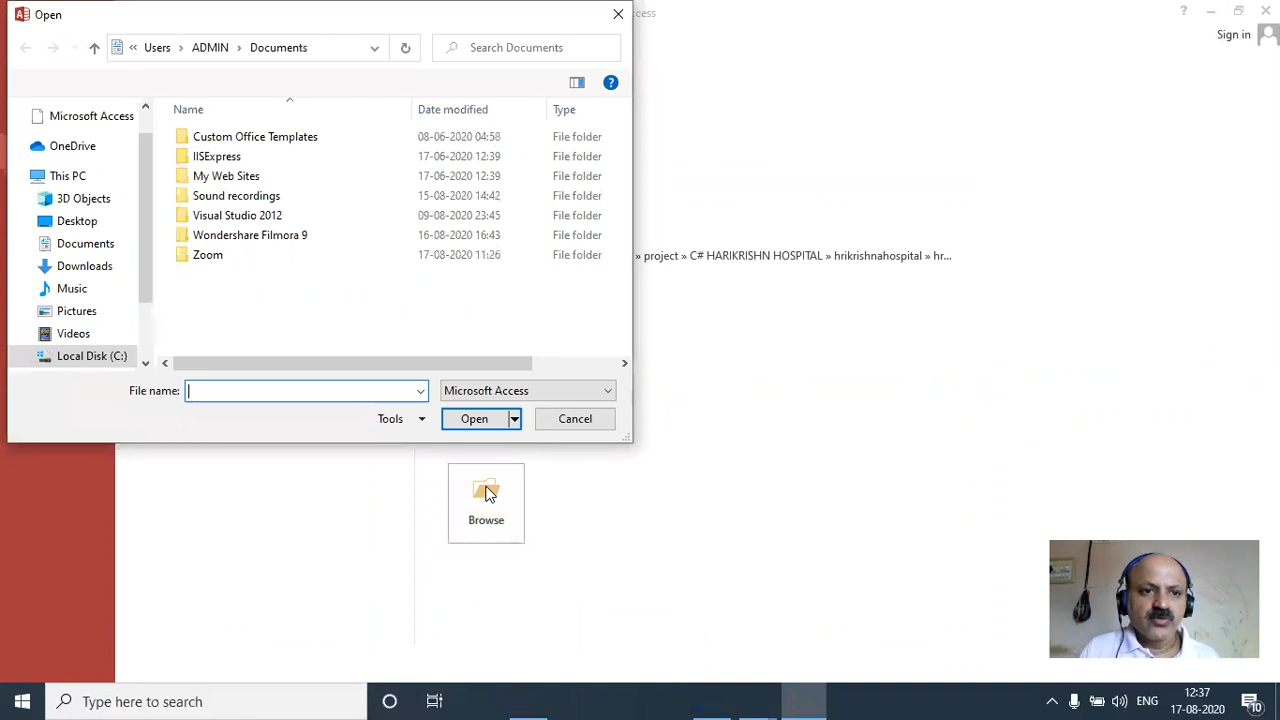 Open
cess
Sign in
Users ADMIN Documents
Search Documents
Name Date modified Type
Microsoft Access
OneDrive
This PC
3D Objects
Desktop
Documents
Downloads
Music
Pictures
Videos
Local Disk (C:)
Custom Office Templates 08-06-2020 04:58 File folder
IISExpress 17-06-2020 12:39 File folder
My Web Sites 17-06-2020 12:39 File folder
Sound recordings 15-08-2020 14:42 File folder
Visual Studio 2012 09-08-2020 23:45 File folder
Wondershare Filmora 9 16-08-2020 16:43 File folder
Zoom 17-08-2020 11:26 File folder
» project » C# HARIKRISHN HOSPITAL » hrikrishnahospital » hr...
File name: Microsoft Access
Tools Open Cancel
Browse
Type here to search
ENG
12:37
17-08-2020
10